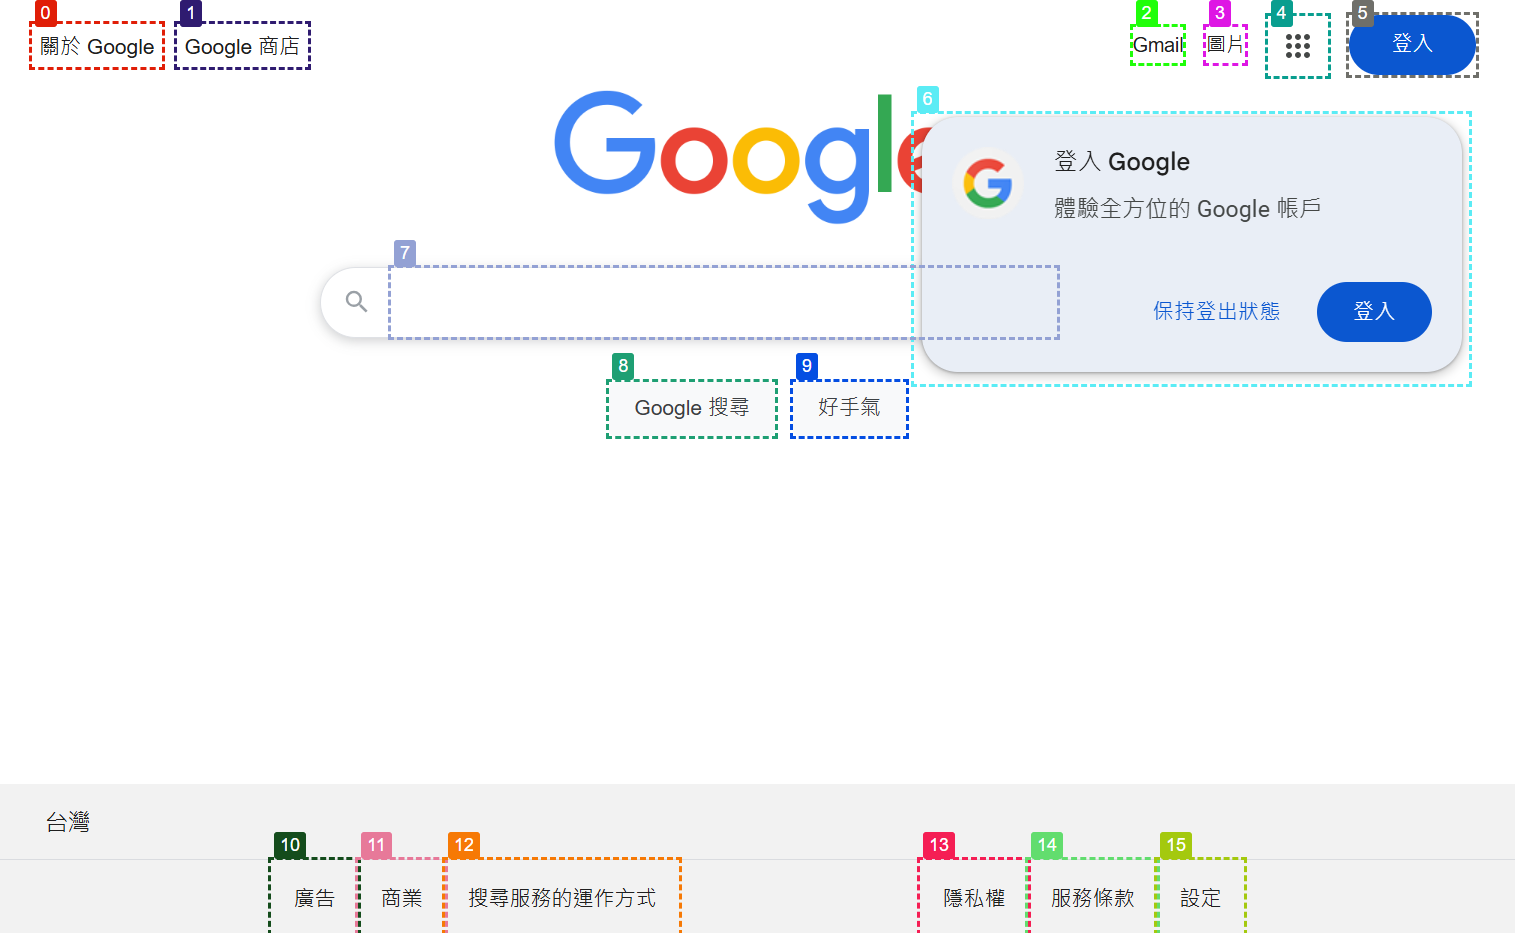 0
1
2
3
4
5
關於 Google
Google 商店
Gmail
圖片
登入
6
Google
登入 Google
體驗全方位的 Google 帳戶
7
保持登出狀態
登入
8
9
Google 搜尋
好手氣
台灣
10
11
12
13
14
15
廣告
商業
搜尋服務的運作方式
隱私權
服務條款
設定